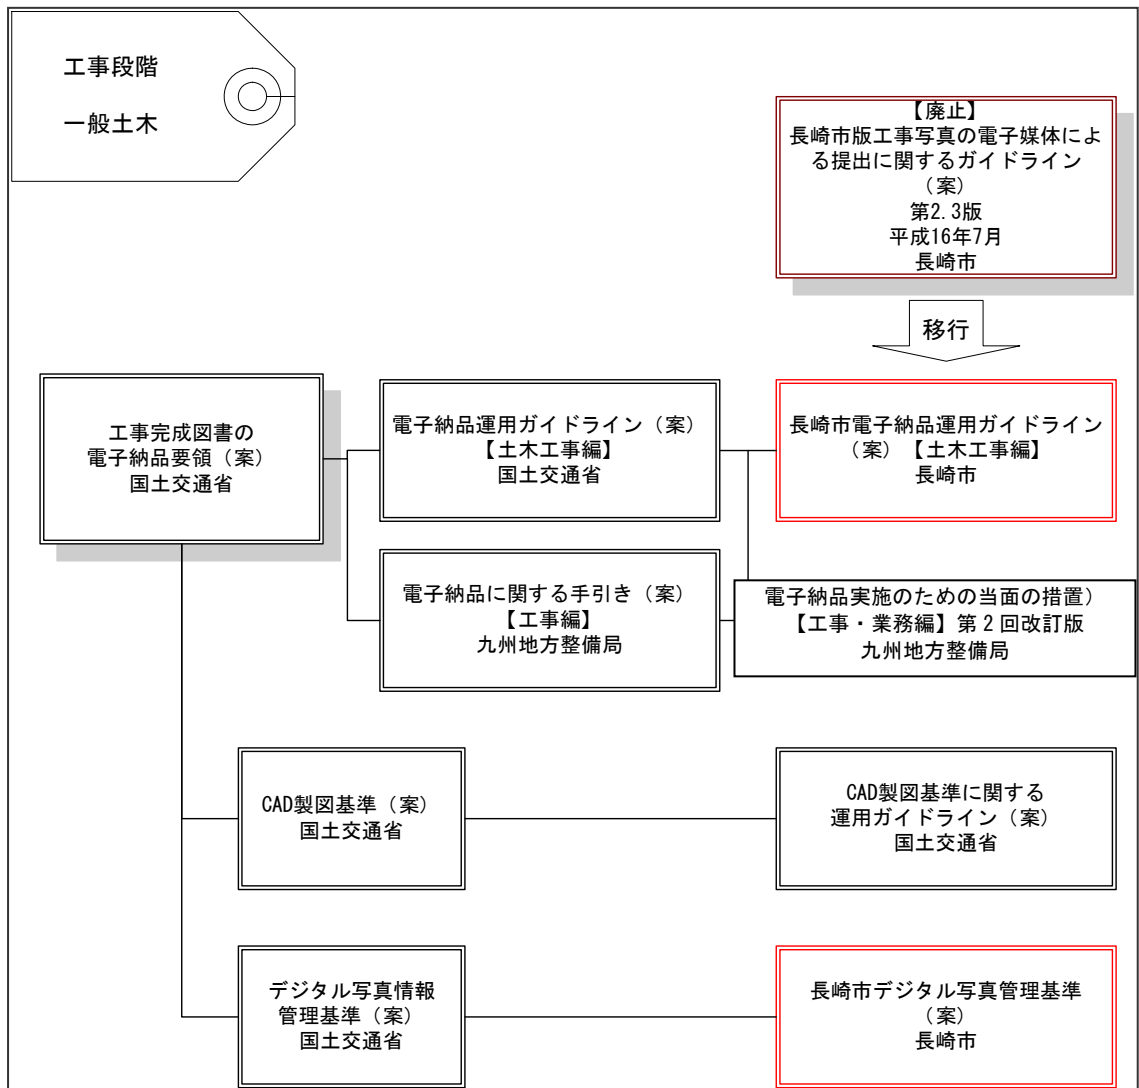 工事段階
一般土木
【廃止】
長崎市版工事写真の電子媒体によ
る提出に関するガイドライン
（案）
第2.3版
平成16年7月
長崎市
移行
工事完成図書の
電子納品要領（案）
国土交通省
電子納品運用ガイドライン（案）
【土木工事編】
国土交通省
長崎市電子納品運用ガイドライン
（案）【土木工事編】
長崎市
電子納品に関する手引き（案）
【工事編】
九州地方整備局
電子納品実施のための当面の措置）
【工事・業務編】第２回改訂版
九州地方整備局
CAD製図基準（案）
国土交通省
CAD製図基準に関する
運用ガイドライン（案）
国土交通省
デジタル写真情報
管理基準（案）
国土交通省
長崎市デジタル写真管理基準
（案）
長崎市